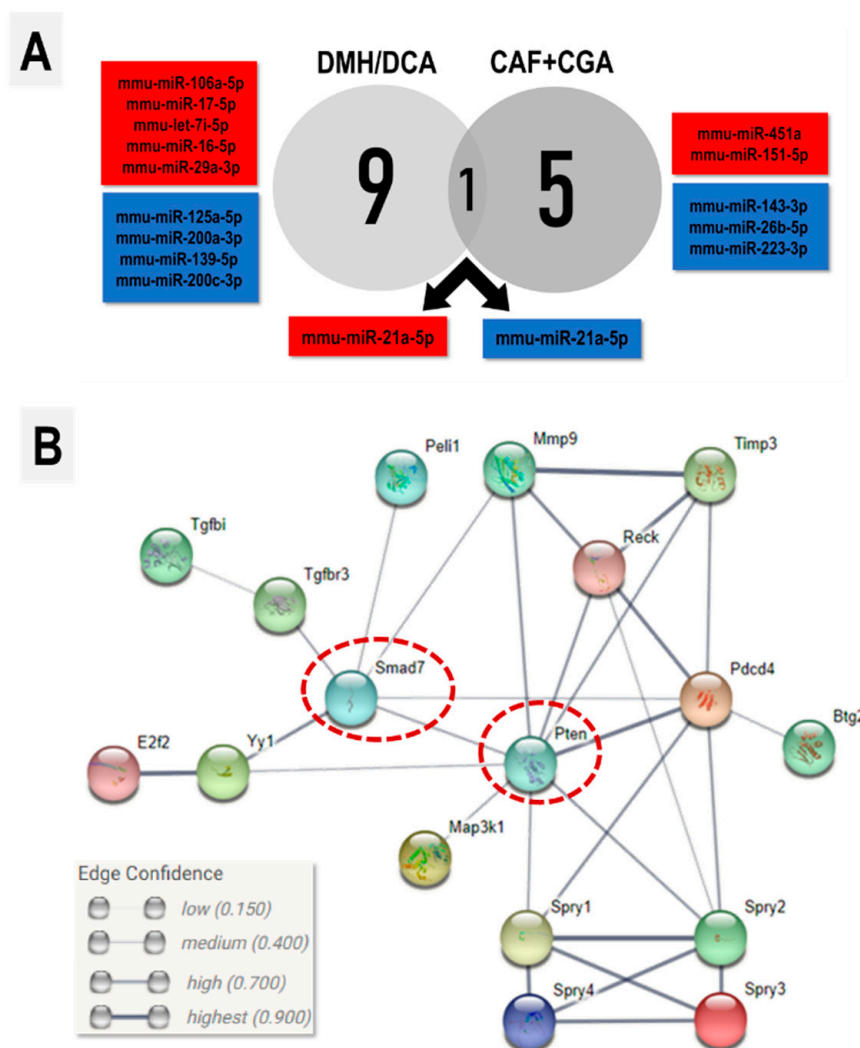 A
DMH/DCA
CAF+CGA
mmu-miR-106a-5p
mmu-miR-17-5p
mmu-let-7i-5p
mmu-miR-16-5p
mmu-miR-29a-3p
mmu-miR-125a-5p
mmu-miR-200a-3p
mmu-miR-139-5p
mmu-miR-200c-3p
9
1
5
mmu-miR-451a
mmu-miR-151-5p
mmu-miR-143-3p
mmu-miR-26b-5p
mmu-miR-223-3p
mmu-miR-21a-5p
mmu-miR-21a-5p
B
Peli1
Mmp9
Timp3
Tgfbi
Reck
Tgfbr3
Smad7
Pdcd4
Btg2
E2f2
Yy1
Pten
Map3k1
Edge Confidence
low (0.150)
medium (0.400)
high (0.700)
highest (0.900)
Spry1
Spry2
Spry4
Spry3